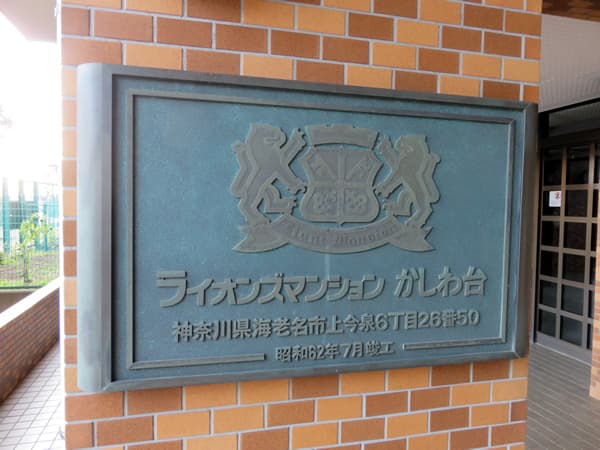 Lions Mansion
ライオンズマンション かしわ台
神奈川県海老名市上今泉6丁目26番50
昭和62年7月竣工